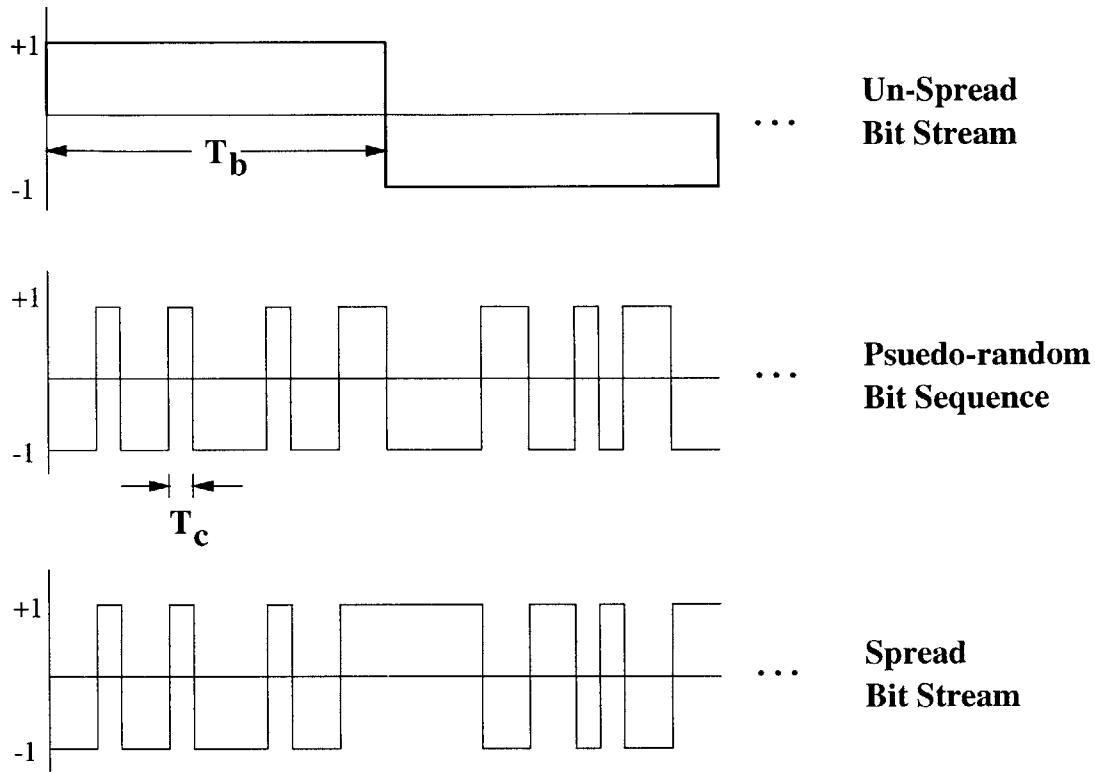 +1
Un-Spread
Bit Stream
...
T_b
-1
+1
Psuedo-random
Bit Sequence
...
-1
T_c
+1
Spread
Bit Stream
...
-1